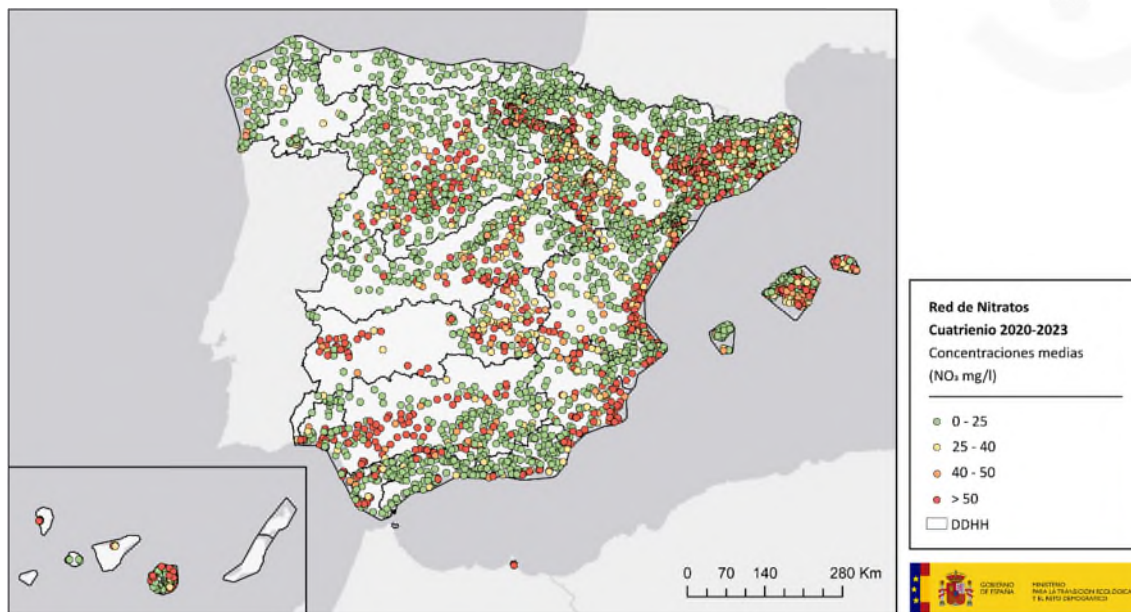 0 70 140 280 Km
Red de Nitratos
Cuatrienio 2020-2023
Concentraciones medias
(NO₃ mg/l)
0 - 25
25 - 40
40 - 50
> 50
DDHH
GOBIERNO
DE ESPAÑA
MINISTERIO
PARA LA TRANSICIÓN ECOLÓGICA
Y EL RETO DEMOGRÁFICO